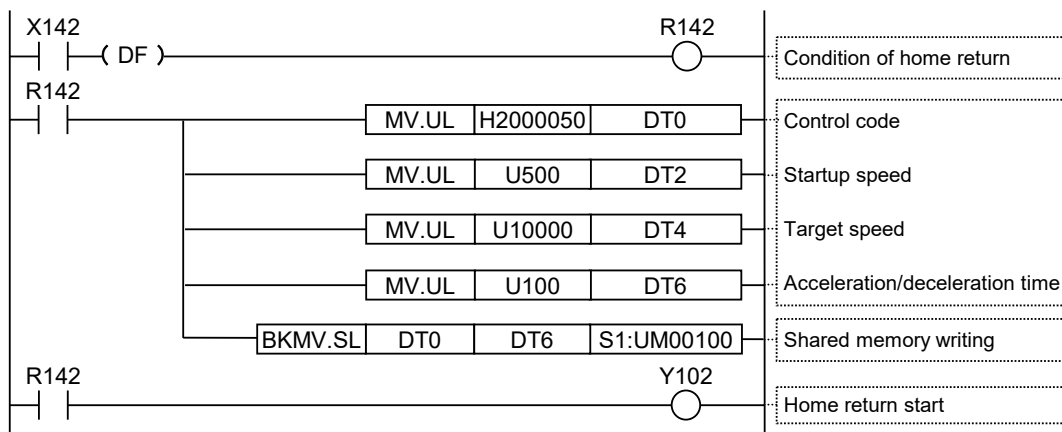 X142 R142
( DF ) Condition of home return
R142
MV.UL H2000050 DT0 Control code
MV.UL U500 DT2 Startup speed
MV.UL U10000 DT4 Target speed
MV.UL U100 DT6 Acceleration/deceleration time
BKMV.SL DT0 DT6 S1:UM00100 Shared memory writing
R142 Y102
Home return start